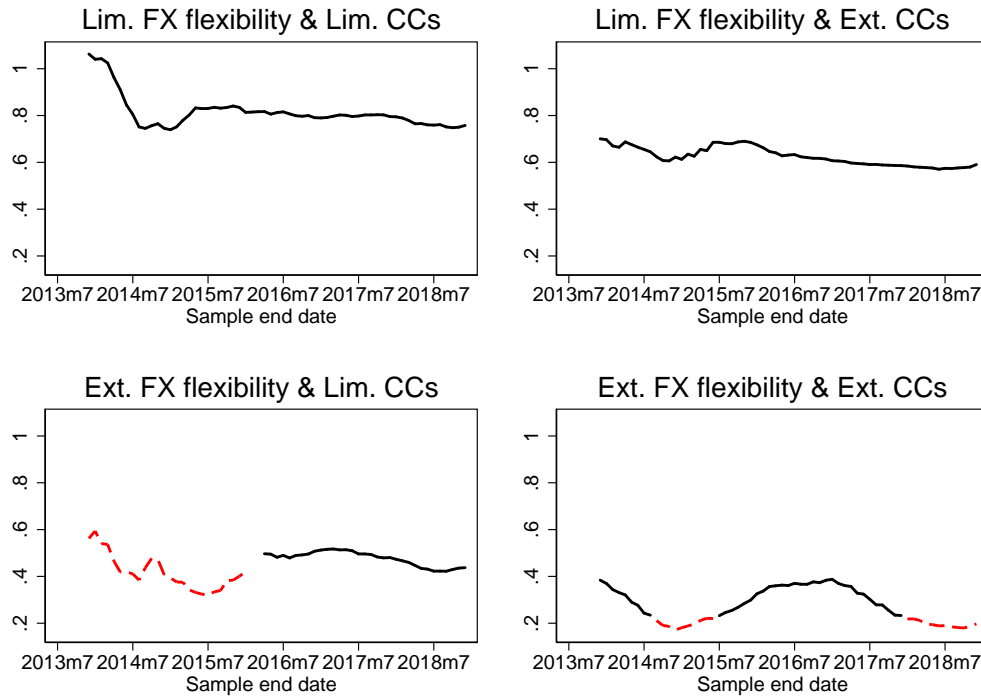 Lim. FX flexibility & Lim. CCs
1
.8
.6
.4
.2
2013m7 2014m7 2015m7 2016m7 2017m7 2018m7
Sample end date
Lim. FX flexibility & Ext. CCs
1
.8
.6
.4
.2
2013m7 2014m7 2015m7 2016m7 2017m7 2018m7
Sample end date
Ext. FX flexibility & Lim. CCs
1
.8
.6
.4
.2
2013m7 2014m7 2015m7 2016m7 2017m7 2018m7
Sample end date
Ext. FX flexibility & Ext. CCs
1
.8
.6
.4
.2
2013m7 2014m7 2015m7 2016m7 2017m7 2018m7
Sample end date